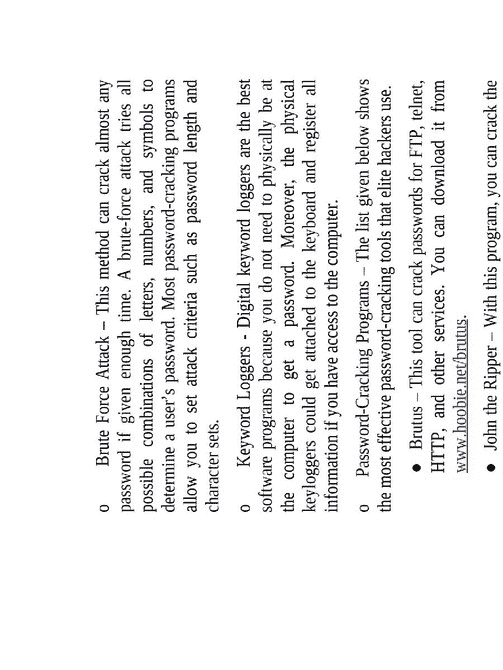 o Brute Force Attack – This method can crack almost any
password if given enough time. A brute-force attack tries all
possible combinations of letters, numbers, and symbols to
determine a user's password. Most password-cracking programs
allow you to set attack criteria such as password length and
character sets.
o Keyword Loggers - Digital keyword loggers are the best
software programs because you do not need to physically be at
the computer to get a password. Moreover, the physical
keyloggers could get attached to the keyboard and register all
information if you have access to the computer.
o Password-Cracking Programs – The list given below shows
the most effective password-cracking tools that elite hackers use.
● Brutus – This tool can crack passwords for FTP, telnet,
HTTP, and other services. You can download it from
www.hoobie.net/brutus.
● John the Ripper – With this program, you can crack the